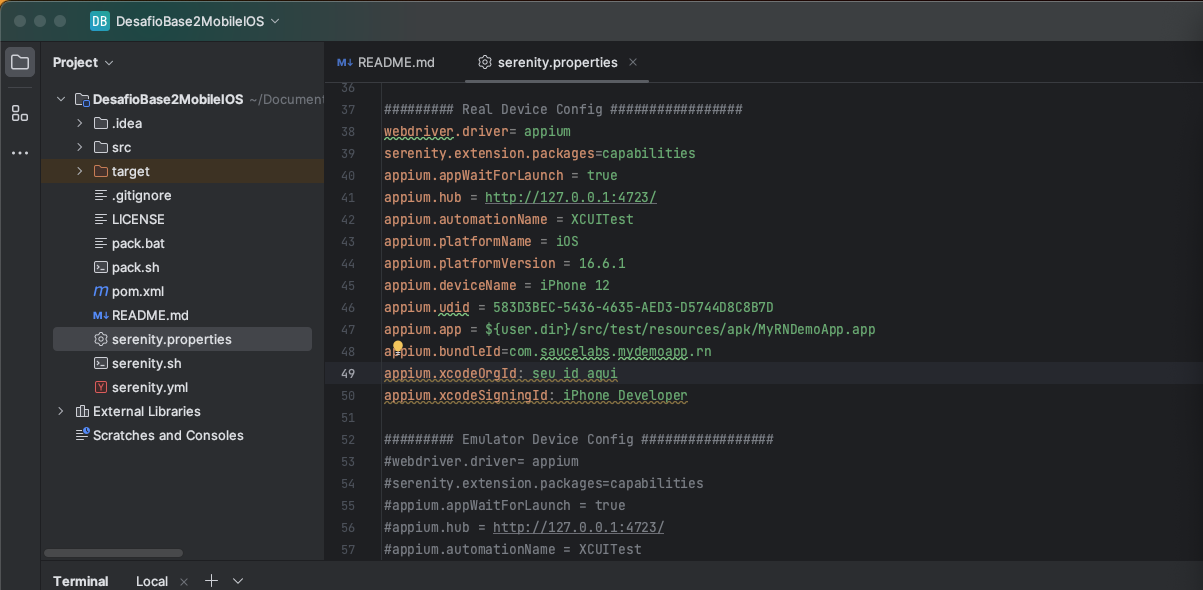 DB DesafioBase2MobileIOS
Project
README.md
serenity.properties
DesafioBase2MobileIOS ~/Document
.idea
src
target
.gitignore
LICENSE
pack.bat
pack.sh
m pom.xml
M↓ README.md
serenity.properties
serenity.sh
Y serenity.yml
External Libraries
Scratches and Consoles
36
37 ######### Real Device Config #################
38 webdriver.driver= appium
39 serenity.extension.packages=capabilities
40 appium.appWaitForLaunch = true
41 appium.hub = http://127.0.0.1:4723/
42 appium.automationName = XCUITest
43 appium.platformName = iOS
44 appium.platformVersion = 16.6.1
45 appium.deviceName = iPhone 12
46 appium.udid = 583D3BEC-5436-4635-AED3-D5744D8C8B7D
47 appium.app = ${user.dir}/src/test/resources/apk/MyRNDemoApp.app
48 appium.bundleId=com.saucelabs.mydemoapp.rn
49 appium.xcodeOrgId: seu id aqui
50 appium.xcodeSigningId: iPhone Developer
51
52 ######### Emulator Device Config #################
53 #webdriver.driver= appium
54 #serenity.extension.packages=capabilities
55 #appium.appWaitForLaunch = true
56 #appium.hub = http://127.0.0.1:4723/
57 #appium.automationName = XCUITest
Terminal Local